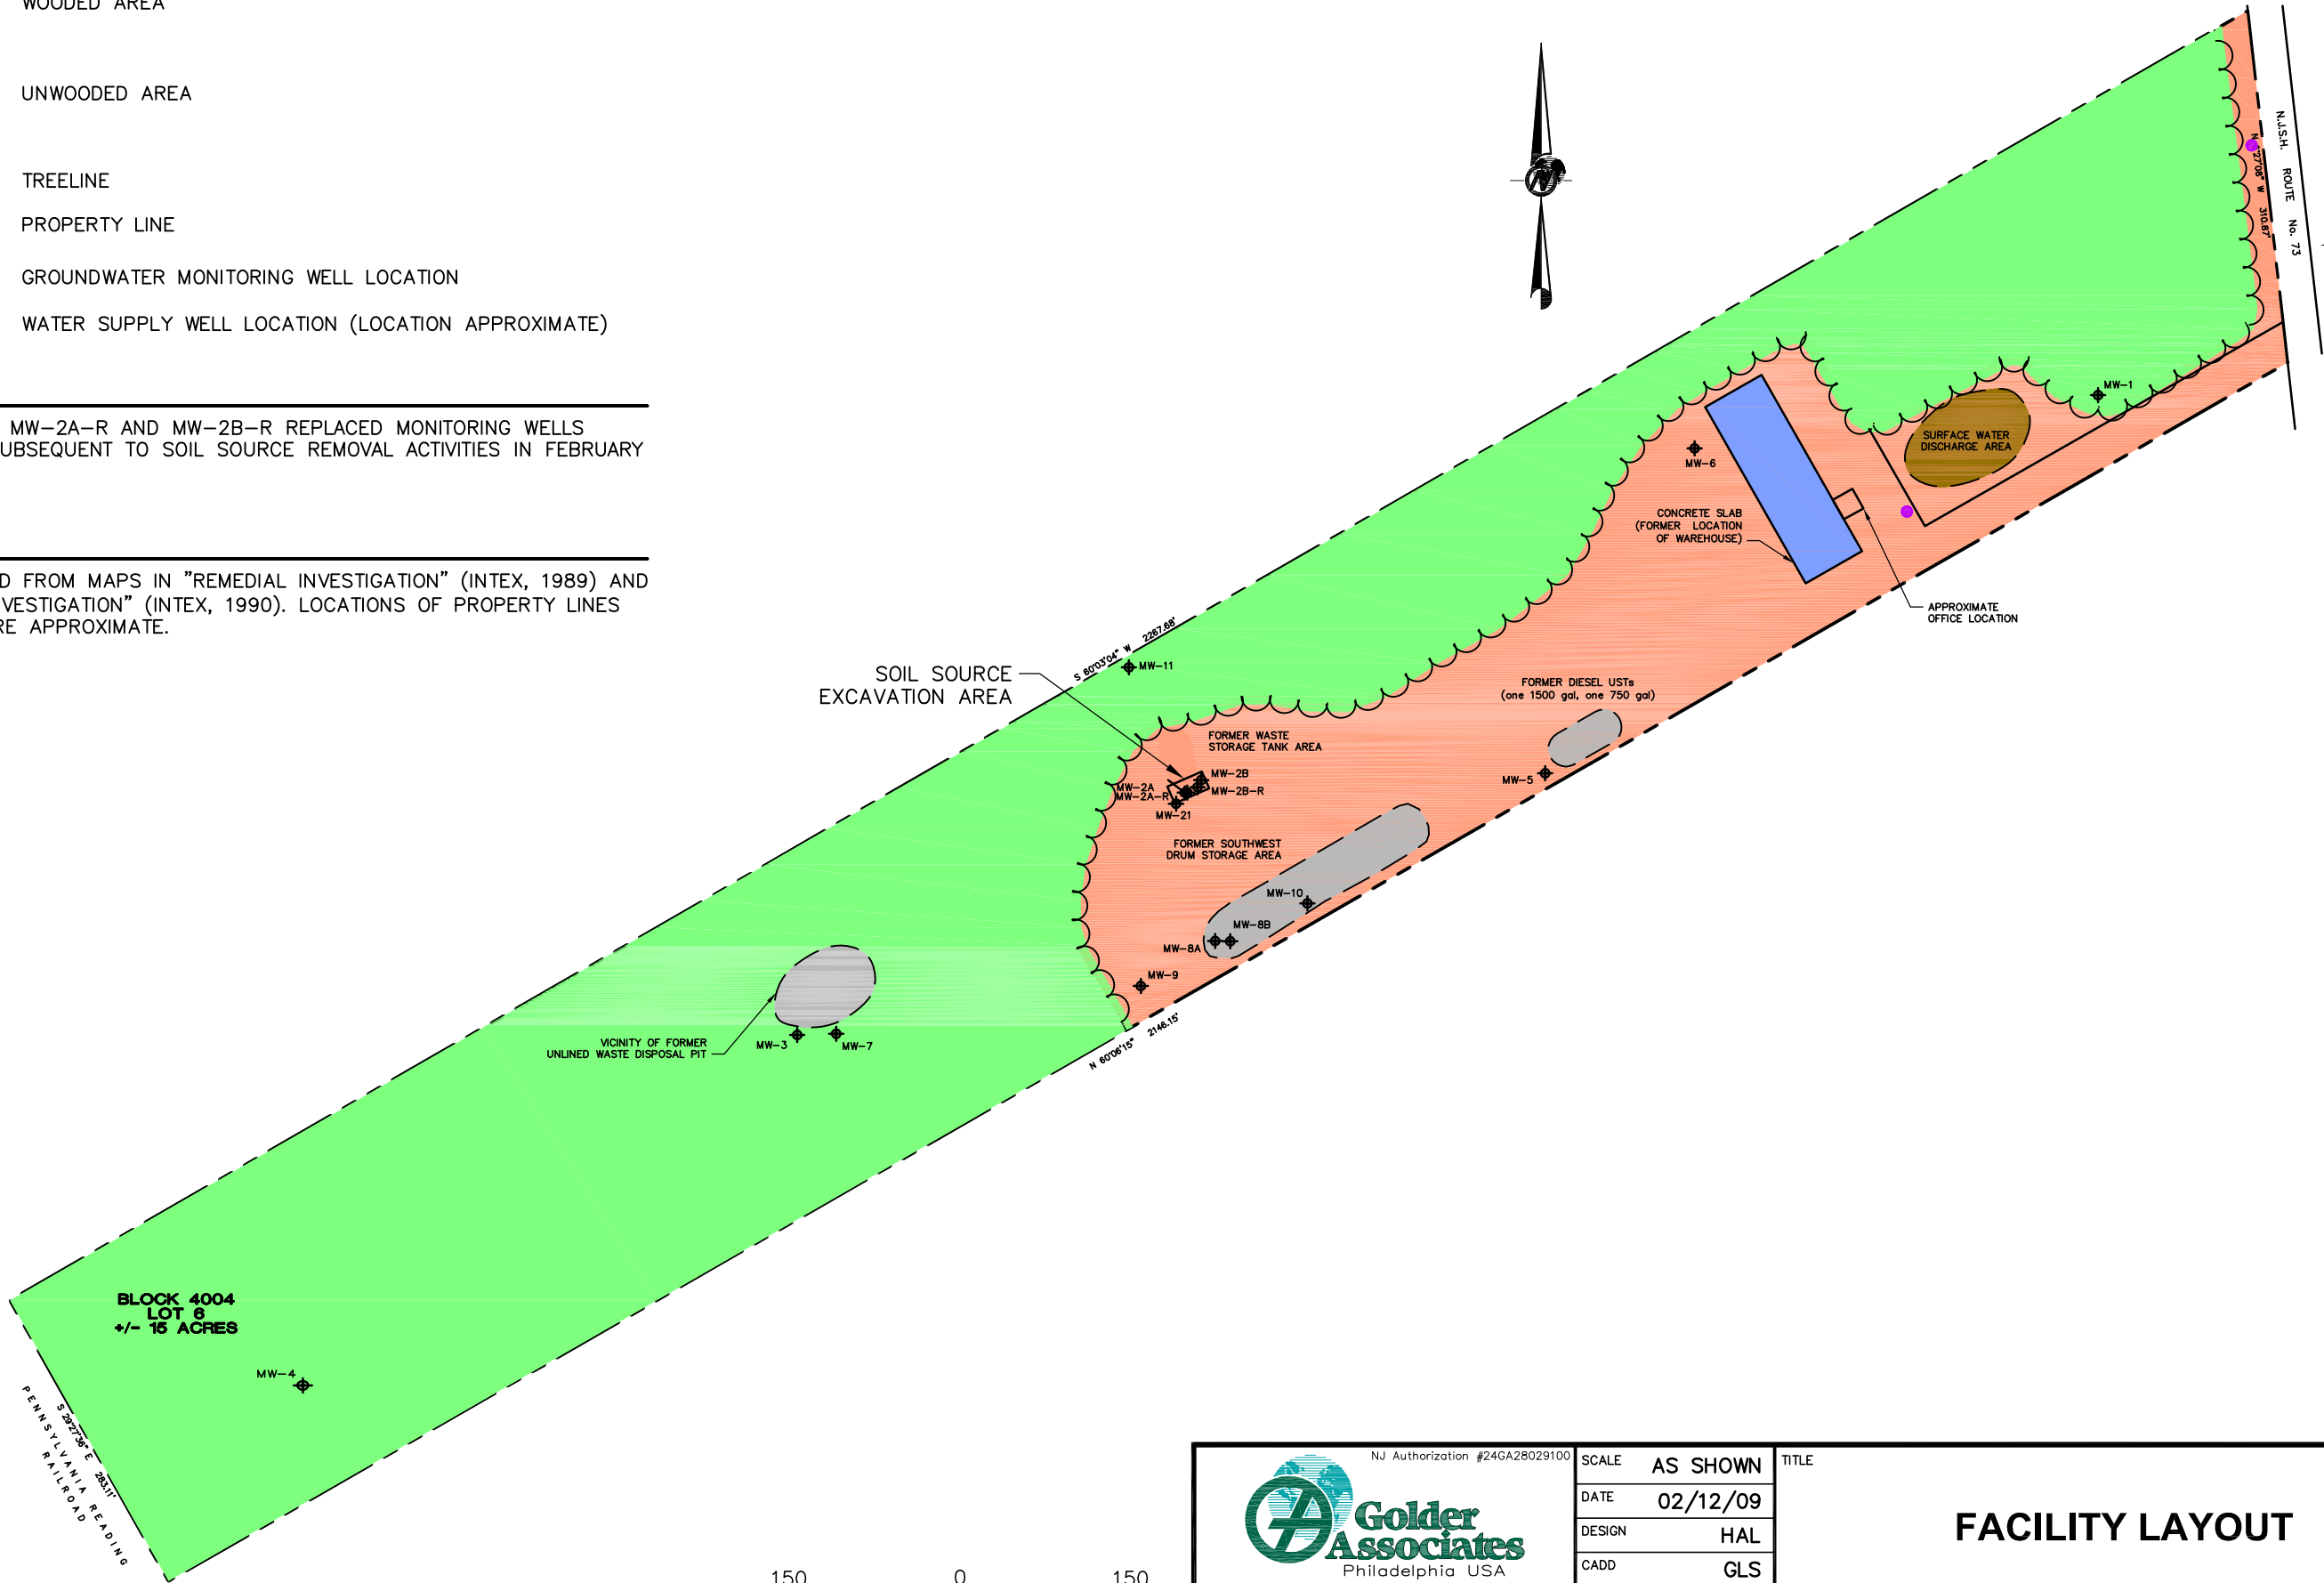 WOODED AREA
UNWOODED AREA
TREELINE
PROPERTY LINE
GROUNDWATER MONITORING WELL LOCATION
WATER SUPPLY WELL LOCATION (LOCATION APPROXIMATE)
MW-2A-R AND MW-2B-R REPLACED MONITORING WELLS
UBSEQUENT TO SOIL SOURCE REMOVAL ACTIVITIES IN FEBRUARY
D FROM MAPS IN "REMEDIAL INVESTIGATION" (INTEX, 1989) AND
VESTIGATION" (INTEX, 1990). LOCATIONS OF PROPERTY LINES
RE APPROXIMATE.
N.J.S.H. ROUTE No. 73
27'08" W 310.87'
MW-1
SURFACE WATER
DISCHARGE AREA
MW-6
CONCRETE SLAB
(FORMER LOCATION
OF WAREHOUSE)
APPROXIMATE
OFFICE LOCATION
S 60°03'04" W 2267.68'
MW-11
SOIL SOURCE
EXCAVATION AREA
FORMER DIESEL USTs
(one 1500 gal, one 750 gal)
FORMER WASTE
STORAGE TANK AREA
MW-2B
MW-2A
MW-2B-R
MW-2A-R
MW-21
MW-5
FORMER SOUTHWEST
DRUM STORAGE AREA
MW-10
MW-8B
MW-8A
MW-9
N 60°06'15" 2146.15'
VICINITY OF FORMER
UNLINED WASTE DISPOSAL PIT
MW-3
MW-7
BLOCK 4004
LOT 6
+/- 15 ACRES
MW-4
S 29°27'36" E 283.11'
PENNSYLVANIA READING
RAILROAD
150 0 150
NJ Authorization #24GA28029100
Golder
Associates
Philadelphia USA
SCALE AS SHOWN
DATE 02/12/09
DESIGN HAL
CADD GLS
TITLE
FACILITY LAYOUT